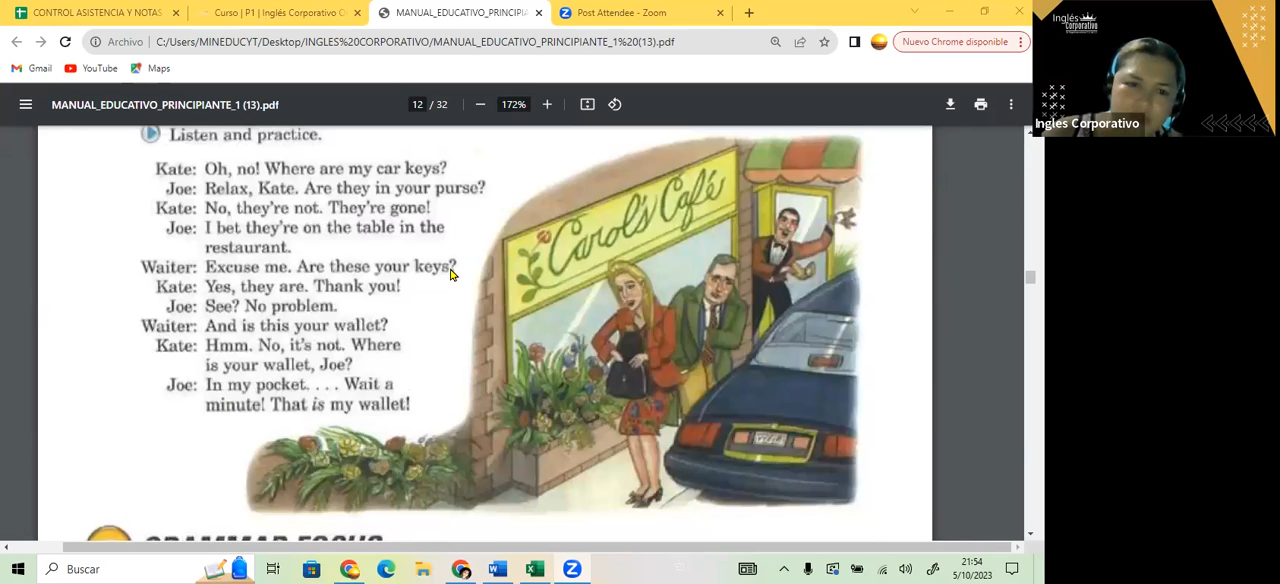 CONTROL ASISTENCIA Y NOTAS
Curso | P1 | Inglés Corporativo O
MANUAL_EDUCATIVO_PRINCIPIA
Post Attendee - Zoom
Archivo
C:/Users/MINEDUCYT/Desktop/INGLES%20CORPORATIVO/MANUAL_EDUCATIVO_PRINCIPIANTE_1%20(13).pdf
Nuevo Chrome disponible
Gmail
YouTube
Maps
MANUAL_EDUCATIVO_PRINCIPIANTE_1 (13).pdf
12 / 32
172%
Listen and practice.
Kate: Oh, no! Where are my car keys?
Joe: Relax, Kate. Are they in your purse?
Kate: No, they're not. They're gone!
Joe: I bet they're on the table in the
restaurant.
Waiter: Excuse me. Are these your keys?
Kate: Yes, they are. Thank you!
Joe: See? No problem.
Waiter: And is this your wallet?
Kate: Hmm. No, it's not. Where
is your wallet, Joe?
Joe: In my pocket. . . . Wait a
minute! That is my wallet!
Carol's Café
GRAMMAR FOCUS
Inglés
Corporativo
Ingles Corporativo
Buscar
21:54
5/10/2023